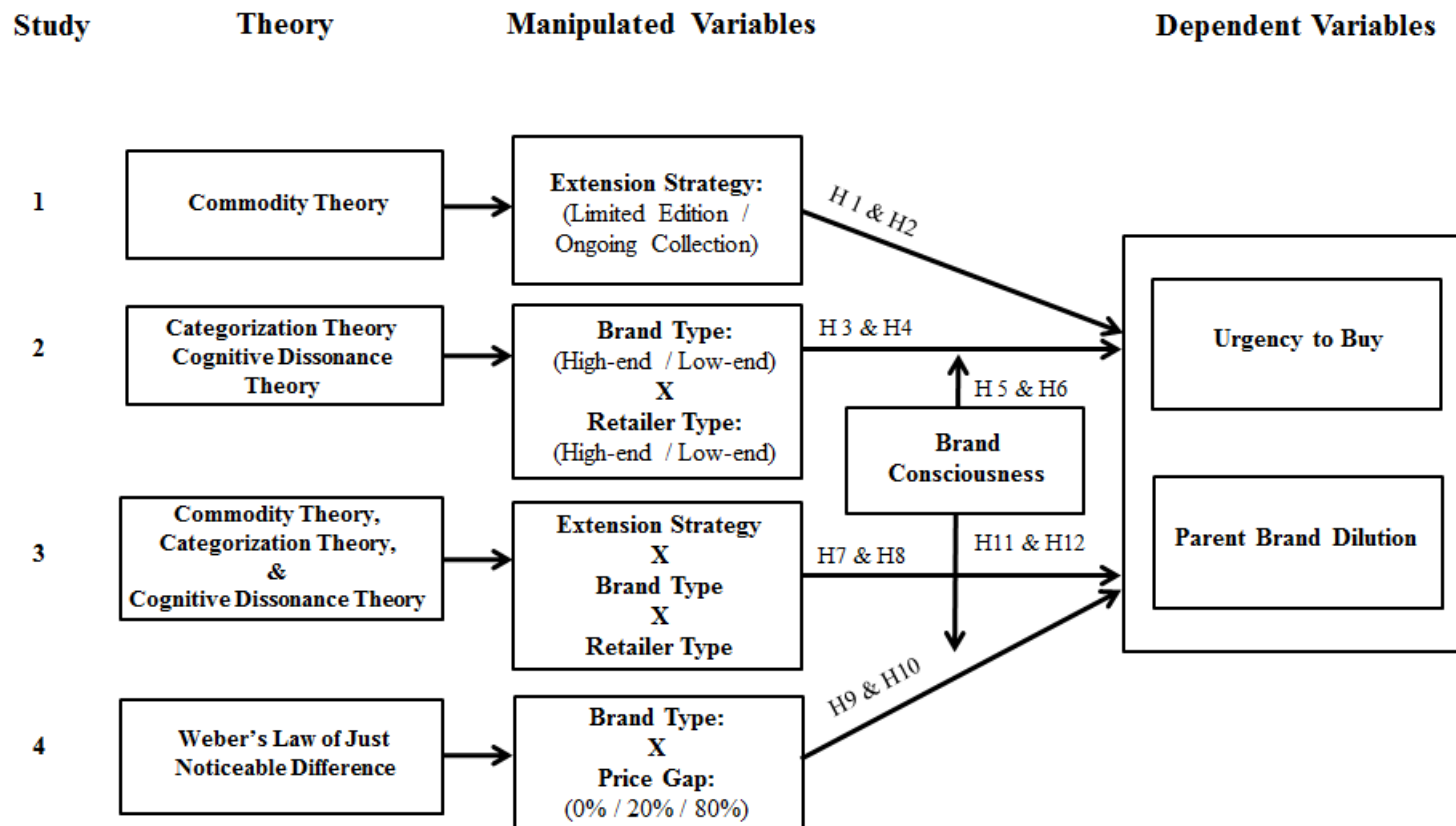 Study Theory Manipulated Variables Dependent Variables
1
Commodity Theory
Extension Strategy:
(Limited Edition /
Ongoing Collection)
H 1 & H2
2
Categorization Theory
Cognitive Dissonance
Theory
Brand Type:
(High-end / Low-end)
X
Retailer Type:
(High-end / Low-end)
H 3 & H4
H 5 & H6
Brand
Consciousness
Urgency to Buy
3
Commodity Theory,
Categorization Theory,
&
Cognitive Dissonance Theory
Extension Strategy
X
Brand Type
X
Retailer Type
H7 & H8
H11 & H12
Parent Brand Dilution
4
Weber’s Law of Just
Noticeable Difference
Brand Type:
X
Price Gap:
(0% / 20% / 80%)
H9 & H10